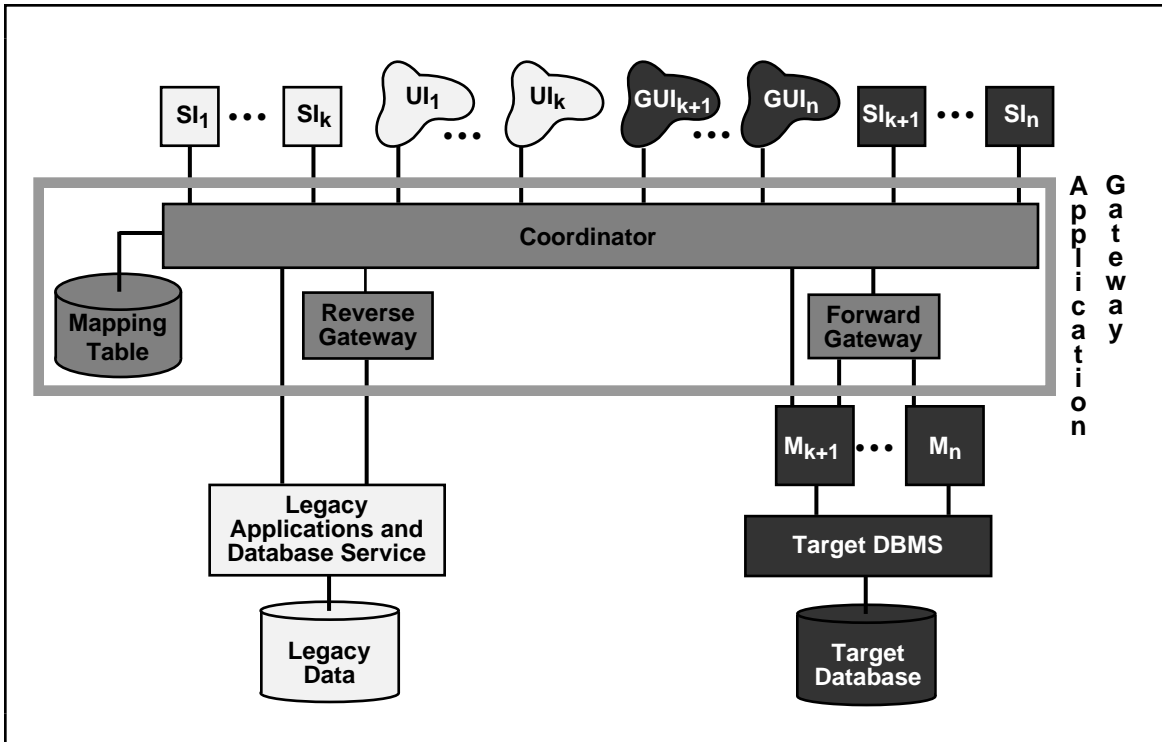 SI1 ••• SIk UI1 ••• UIk GUIk+1 ••• GUIn SIk+1 ••• SIn
Application
Gateway
Coordinator
Mapping
Table
Reverse
Gateway
Forward
Gateway
Mk+1 ••• Mn
Legacy
Applications and
Database Service
Target DBMS
Legacy
Data
Target
Database